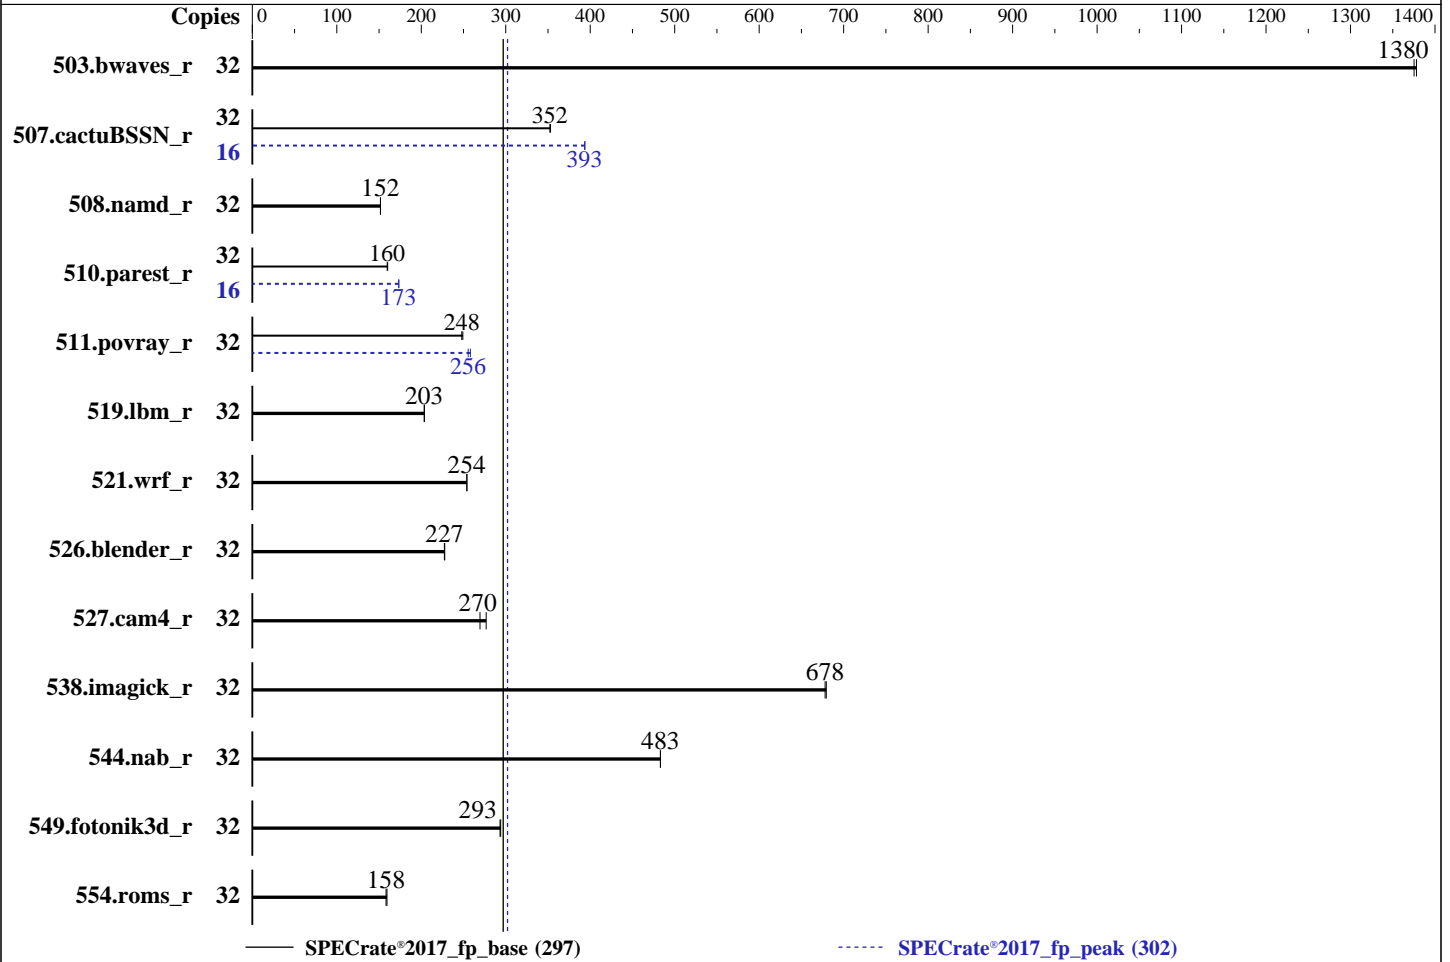 Copies 0 100 200 300 400 500 600 700 800 900 1000 1100 1200 1300 1400
503.bwaves_r 32 1380
507.cactuBSSN_r 32 352
16 393
508.namd_r 32 152
510.parest_r 32 160
16 173
511.povray_r 32 248
256
519.lbm_r 32 203
521.wrf_r 32 254
526.blender_r 32 227
527.cam4_r 32 270
538.imagick_r 32 678
544.nab_r 32 483
549.fotonik3d_r 32 293
554.roms_r 32 158
SPECrate®2017_fp_base (297) SPECrate®2017_fp_peak (302)